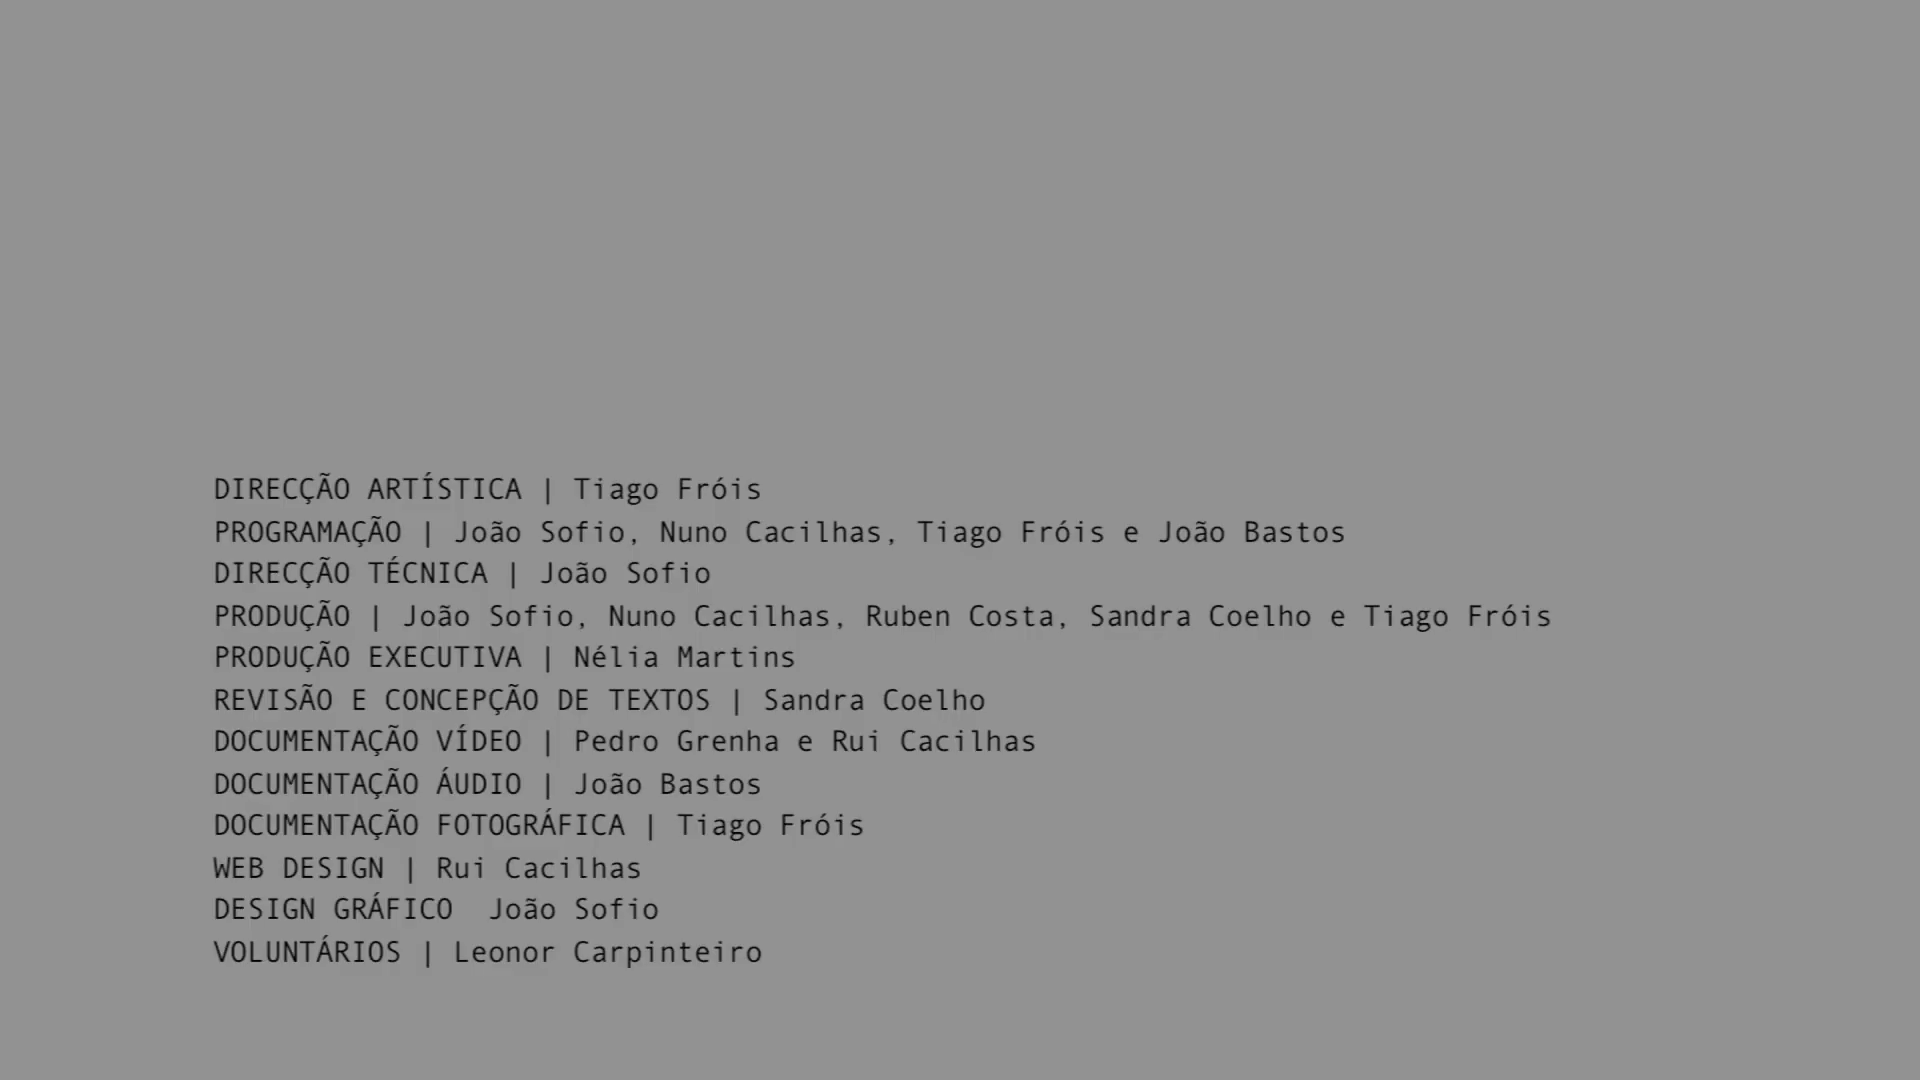 DIRECÇÃO ARTÍSTICA | Tiago Fróis
PROGRAMAÇÃO | João Sofio, Nuno Cacilhas, Tiago Fróis e João Bastos
DIRECÇÃO TÉCNICA | João Sofio
PRODUÇÃO | João Sofio, Nuno Cacilhas, Ruben Costa, Sandra Coelho e Tiago Fróis
PRODUÇÃO EXECUTIVA | Nélia Martins
REVISÃO E CONCEPÇÃO DE TEXTOS | Sandra Coelho
DOCUMENTAÇÃO VÍDEO | Pedro Grenha e Rui Cacilhas
DOCUMENTAÇÃO ÁUDIO | João Bastos
DOCUMENTAÇÃO FOTOGRÁFICA | Tiago Fróis
WEB DESIGN | Rui Cacilhas
DESIGN GRÁFICO  João Sofio
VOLUNTÁRIOS | Leonor Carpinteiro